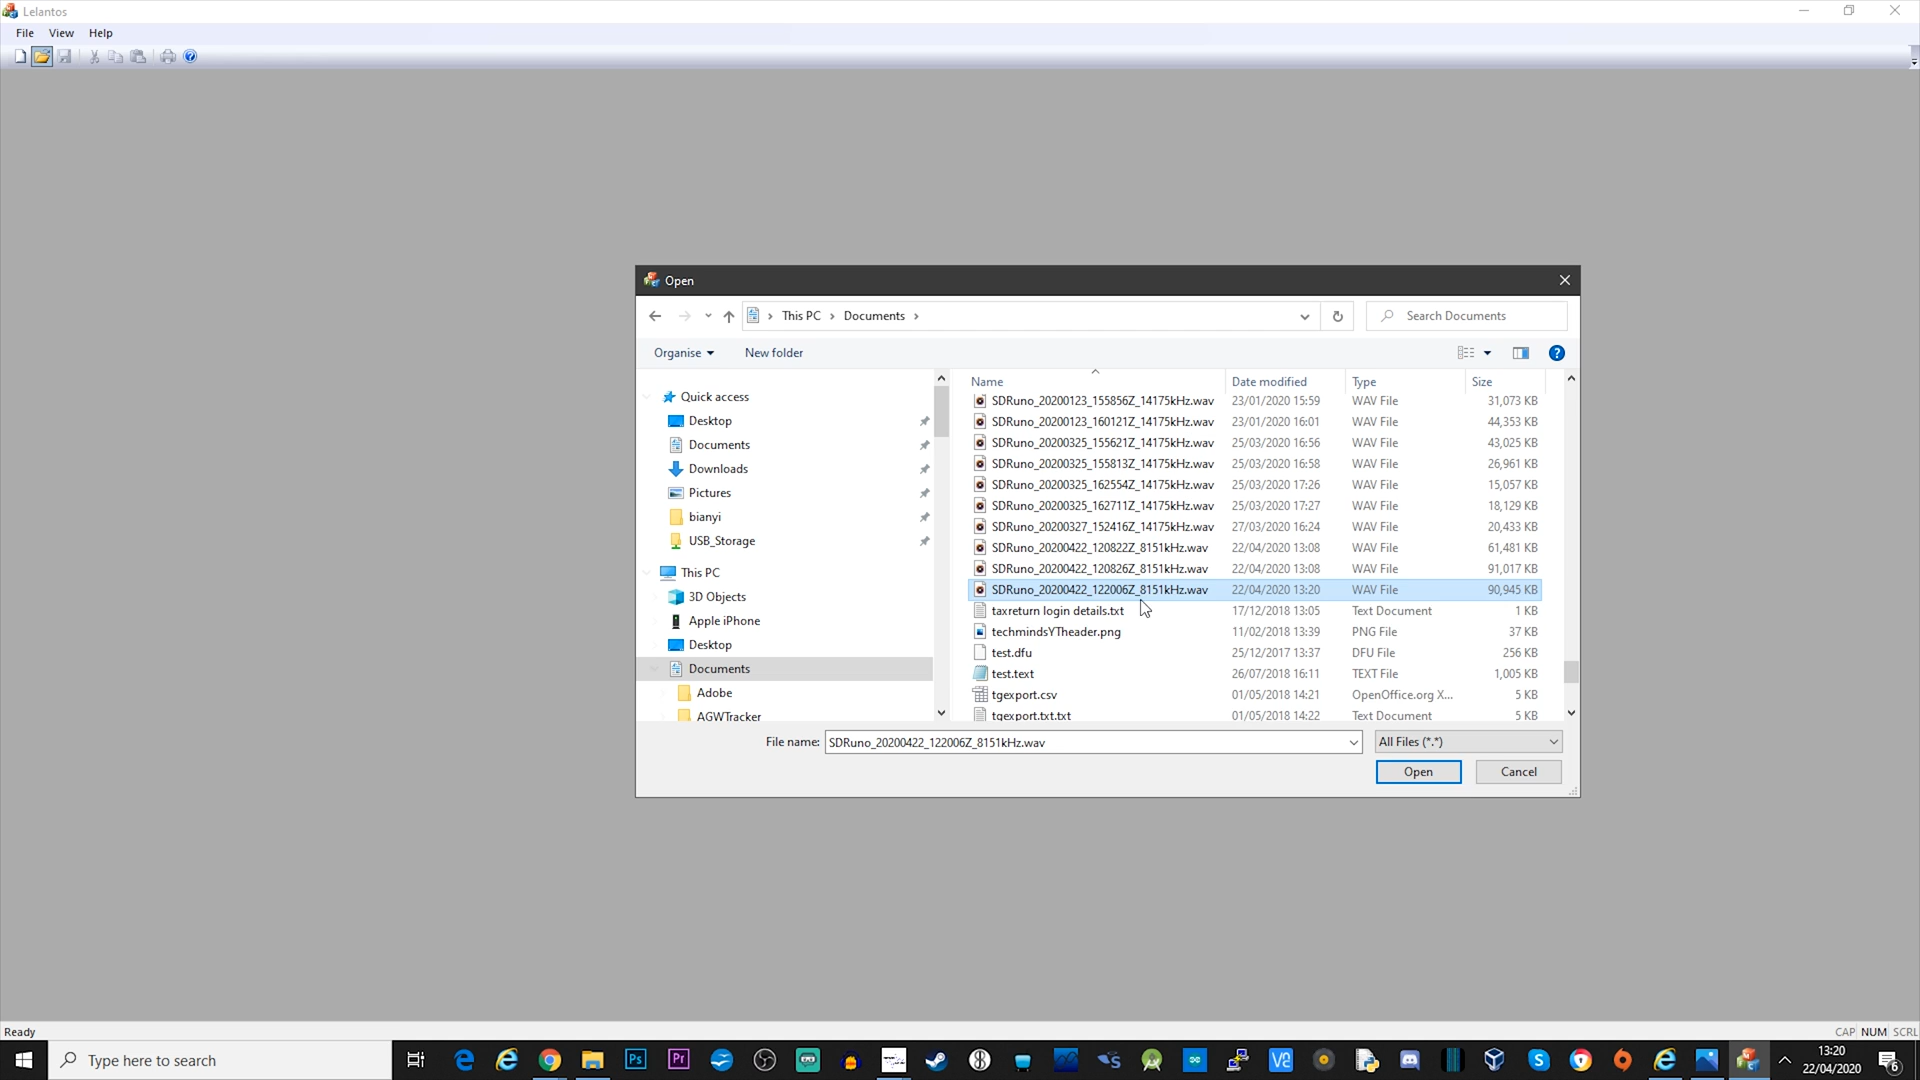 Lelantos
File View Help
Open
This PC Documents
Search Documents
Organise New folder
Name Date modified Type Size
Quick access
Desktop
Documents
Downloads
Pictures
bianyi
USB_Storage
This PC
3D Objects
Apple iPhone
Desktop
Documents
Adobe
AGWTracker
SDRuno_20200123_155856Z_14175kHz.wav 23/01/2020 15:59 WAV File 31,073 KB
SDRuno_20200123_160121Z_14175kHz.wav 23/01/2020 16:01 WAV File 44,353 KB
SDRuno_20200325_155621Z_14175kHz.wav 25/03/2020 16:56 WAV File 43,025 KB
SDRuno_20200325_155813Z_14175kHz.wav 25/03/2020 16:58 WAV File 26,961 KB
SDRuno_20200325_162554Z_14175kHz.wav 25/03/2020 17:26 WAV File 15,057 KB
SDRuno_20200325_162711Z_14175kHz.wav 25/03/2020 17:27 WAV File 18,129 KB
SDRuno_20200327_152416Z_14175kHz.wav 27/03/2020 16:24 WAV File 20,433 KB
SDRuno_20200422_120822Z_8151kHz.wav 22/04/2020 13:08 WAV File 61,481 KB
SDRuno_20200422_120826Z_8151kHz.wav 22/04/2020 13:08 WAV File 91,017 KB
SDRuno_20200422_122006Z_8151kHz.wav 22/04/2020 13:20 WAV File 90,945 KB
taxreturn login details.txt 17/12/2018 13:05 Text Document 1 KB
techmindsYTheader.png 11/02/2018 13:39 PNG File 37 KB
test.dfu 25/12/2017 13:37 DFU File 256 KB
test.text 26/07/2018 16:11 TEXT File 1,005 KB
tgexport.csv 01/05/2018 14:21 OpenOffice.org X... 5 KB
tgexport.txt.txt 01/05/2018 14:22 Text Document 5 KB
File name: SDRuno_20200422_122006Z_8151kHz.wav All Files (*.*)
Open Cancel
Ready CAP NUM SCRL
Type here to search
Ps
Pr
13:20
22/04/2020
6